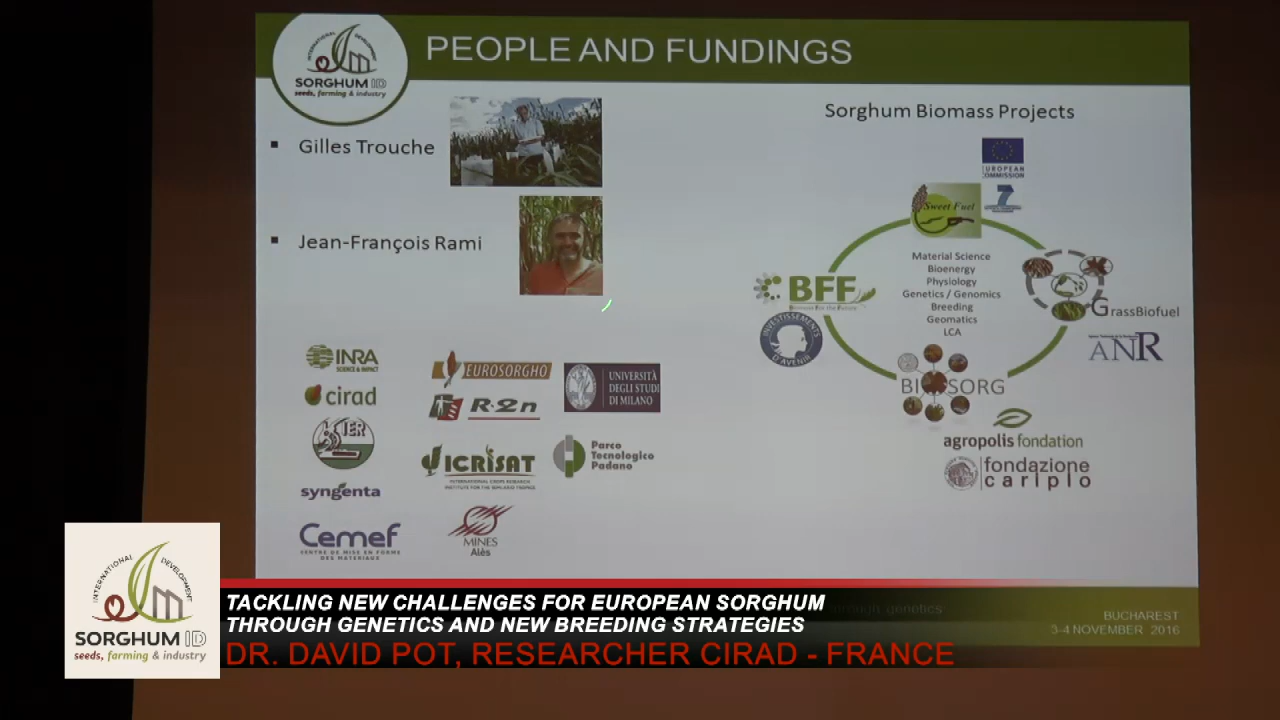 PEOPLE AND FUNDINGS
INTERNATIONAL DEVELOPMENT
SORGHUM ID
seeds, farming & industry
Gilles Trouche
Jean-François Rami
INRA
SCIENCE & IMPACT
cirad
IER
syngenta
Cemef
CENTRE DE MISE EN FORME
DES MATERIAUX
EUROSORGHO
R·2n
ICRISAT
INTERNATIONAL CROPS RESEARCH
INSTITUTE FOR THE SEMI-ARID TROPICS
MINES
Alès
UNIVERSITÀ
DEGLI STUDI
DI MILANO
Parco
Tecnologico
Padano
Sorghum Biomass Projects
EUROPEAN
COMMISSION
Sweet Fuel
Material Science
Bioenergy
Physiology
Genetics / Genomics
Breeding
Geomatics
LCA
BFF
Biomass For the Future
INVESTISSEMENTS
D'AVENIR
GrassBiofuel
ANR
BIOSORG
agropolis fondation
fondazione
cariplo
through genetics
BUCHAREST
3-4 NOVEMBER 2016
INTERNATIONAL DEVELOPMENT
SORGHUM ID
seeds, farming & industry
TACKLING NEW CHALLENGES FOR EUROPEAN SORGHUM
THROUGH GENETICS AND NEW BREEDING STRATEGIES
DR. DAVID POT, RESEARCHER CIRAD - FRANCE